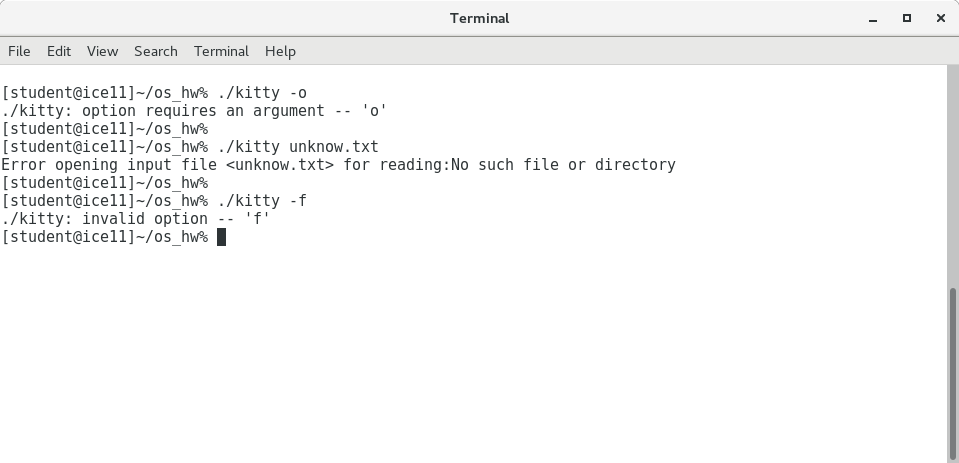 Terminal
File Edit View Search Terminal Help
[student@ice11]~/os_hw% ./kitty -o
./kitty: option requires an argument -- 'o'
[student@ice11]~/os_hw%
[student@ice11]~/os_hw% ./kitty unknow.txt
Error opening input file <unknow.txt> for reading:No such file or directory
[student@ice11]~/os_hw%
[student@ice11]~/os_hw% ./kitty -f
./kitty: invalid option -- 'f'
[student@ice11]~/os_hw%